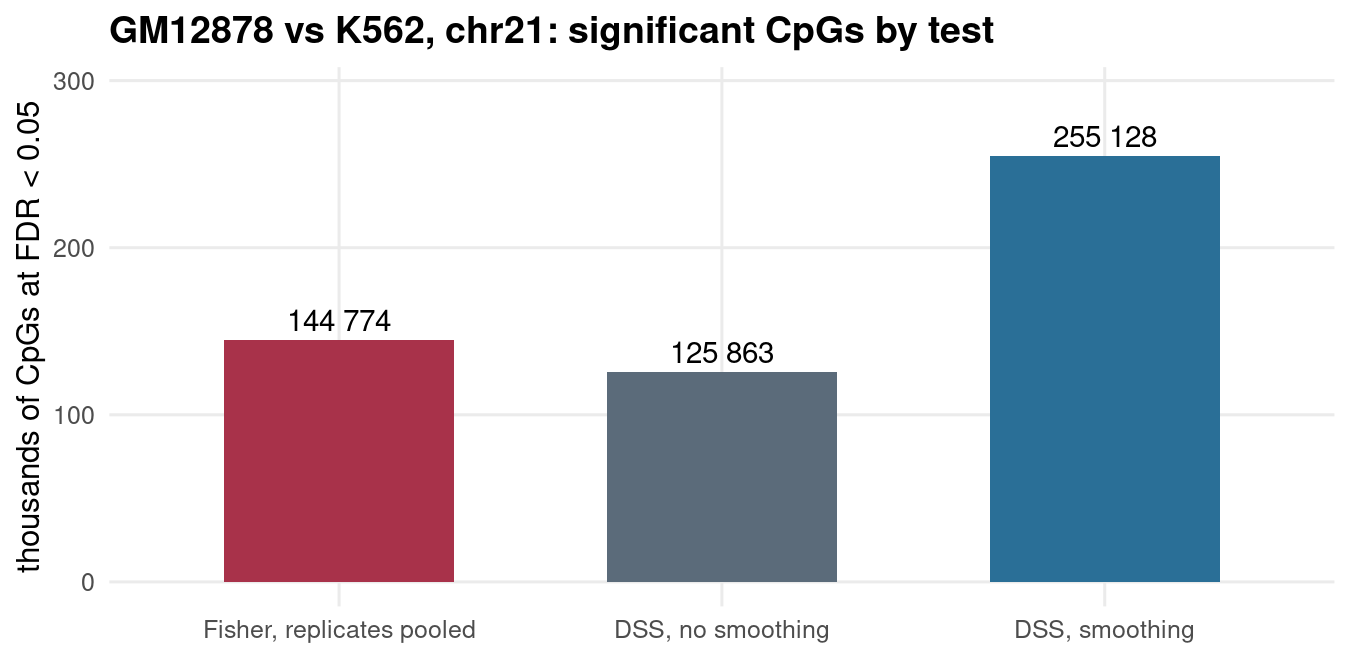 GM12878 vs K562, chr21: significant CpGs by test
thousands of CpGs at FDR < 0.05
300
200
100
0
144 774
125 863
255 128
Fisher, replicates pooled
DSS, no smoothing
DSS, smoothing